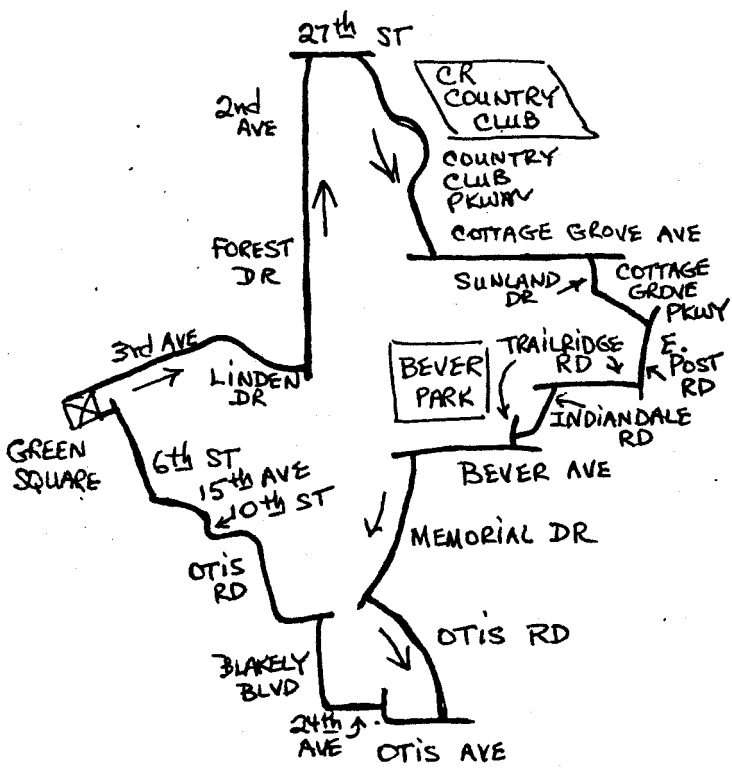 27th ST
2nd
AVE
CR
COUNTRY
CLUB
COUNTRY
CLUB
PKWAY
COTTAGE GROVE AVE
FOREST
DR
SUNLAND
DR
COTTAGE
GROVE
PKWY
3rd AVE
LINDEN
DR
BEVER
PARK
TRAILRIDGE
RD
E.
POST
RD
INDIANDALE
RD
GREEN
SQUARE
BEVER AVE
6th ST
15th AVE
10th ST
MEMORIAL DR
OTIS
RD
OTIS RD
BLAKELY
BLVD
24th
AVE
OTIS AVE